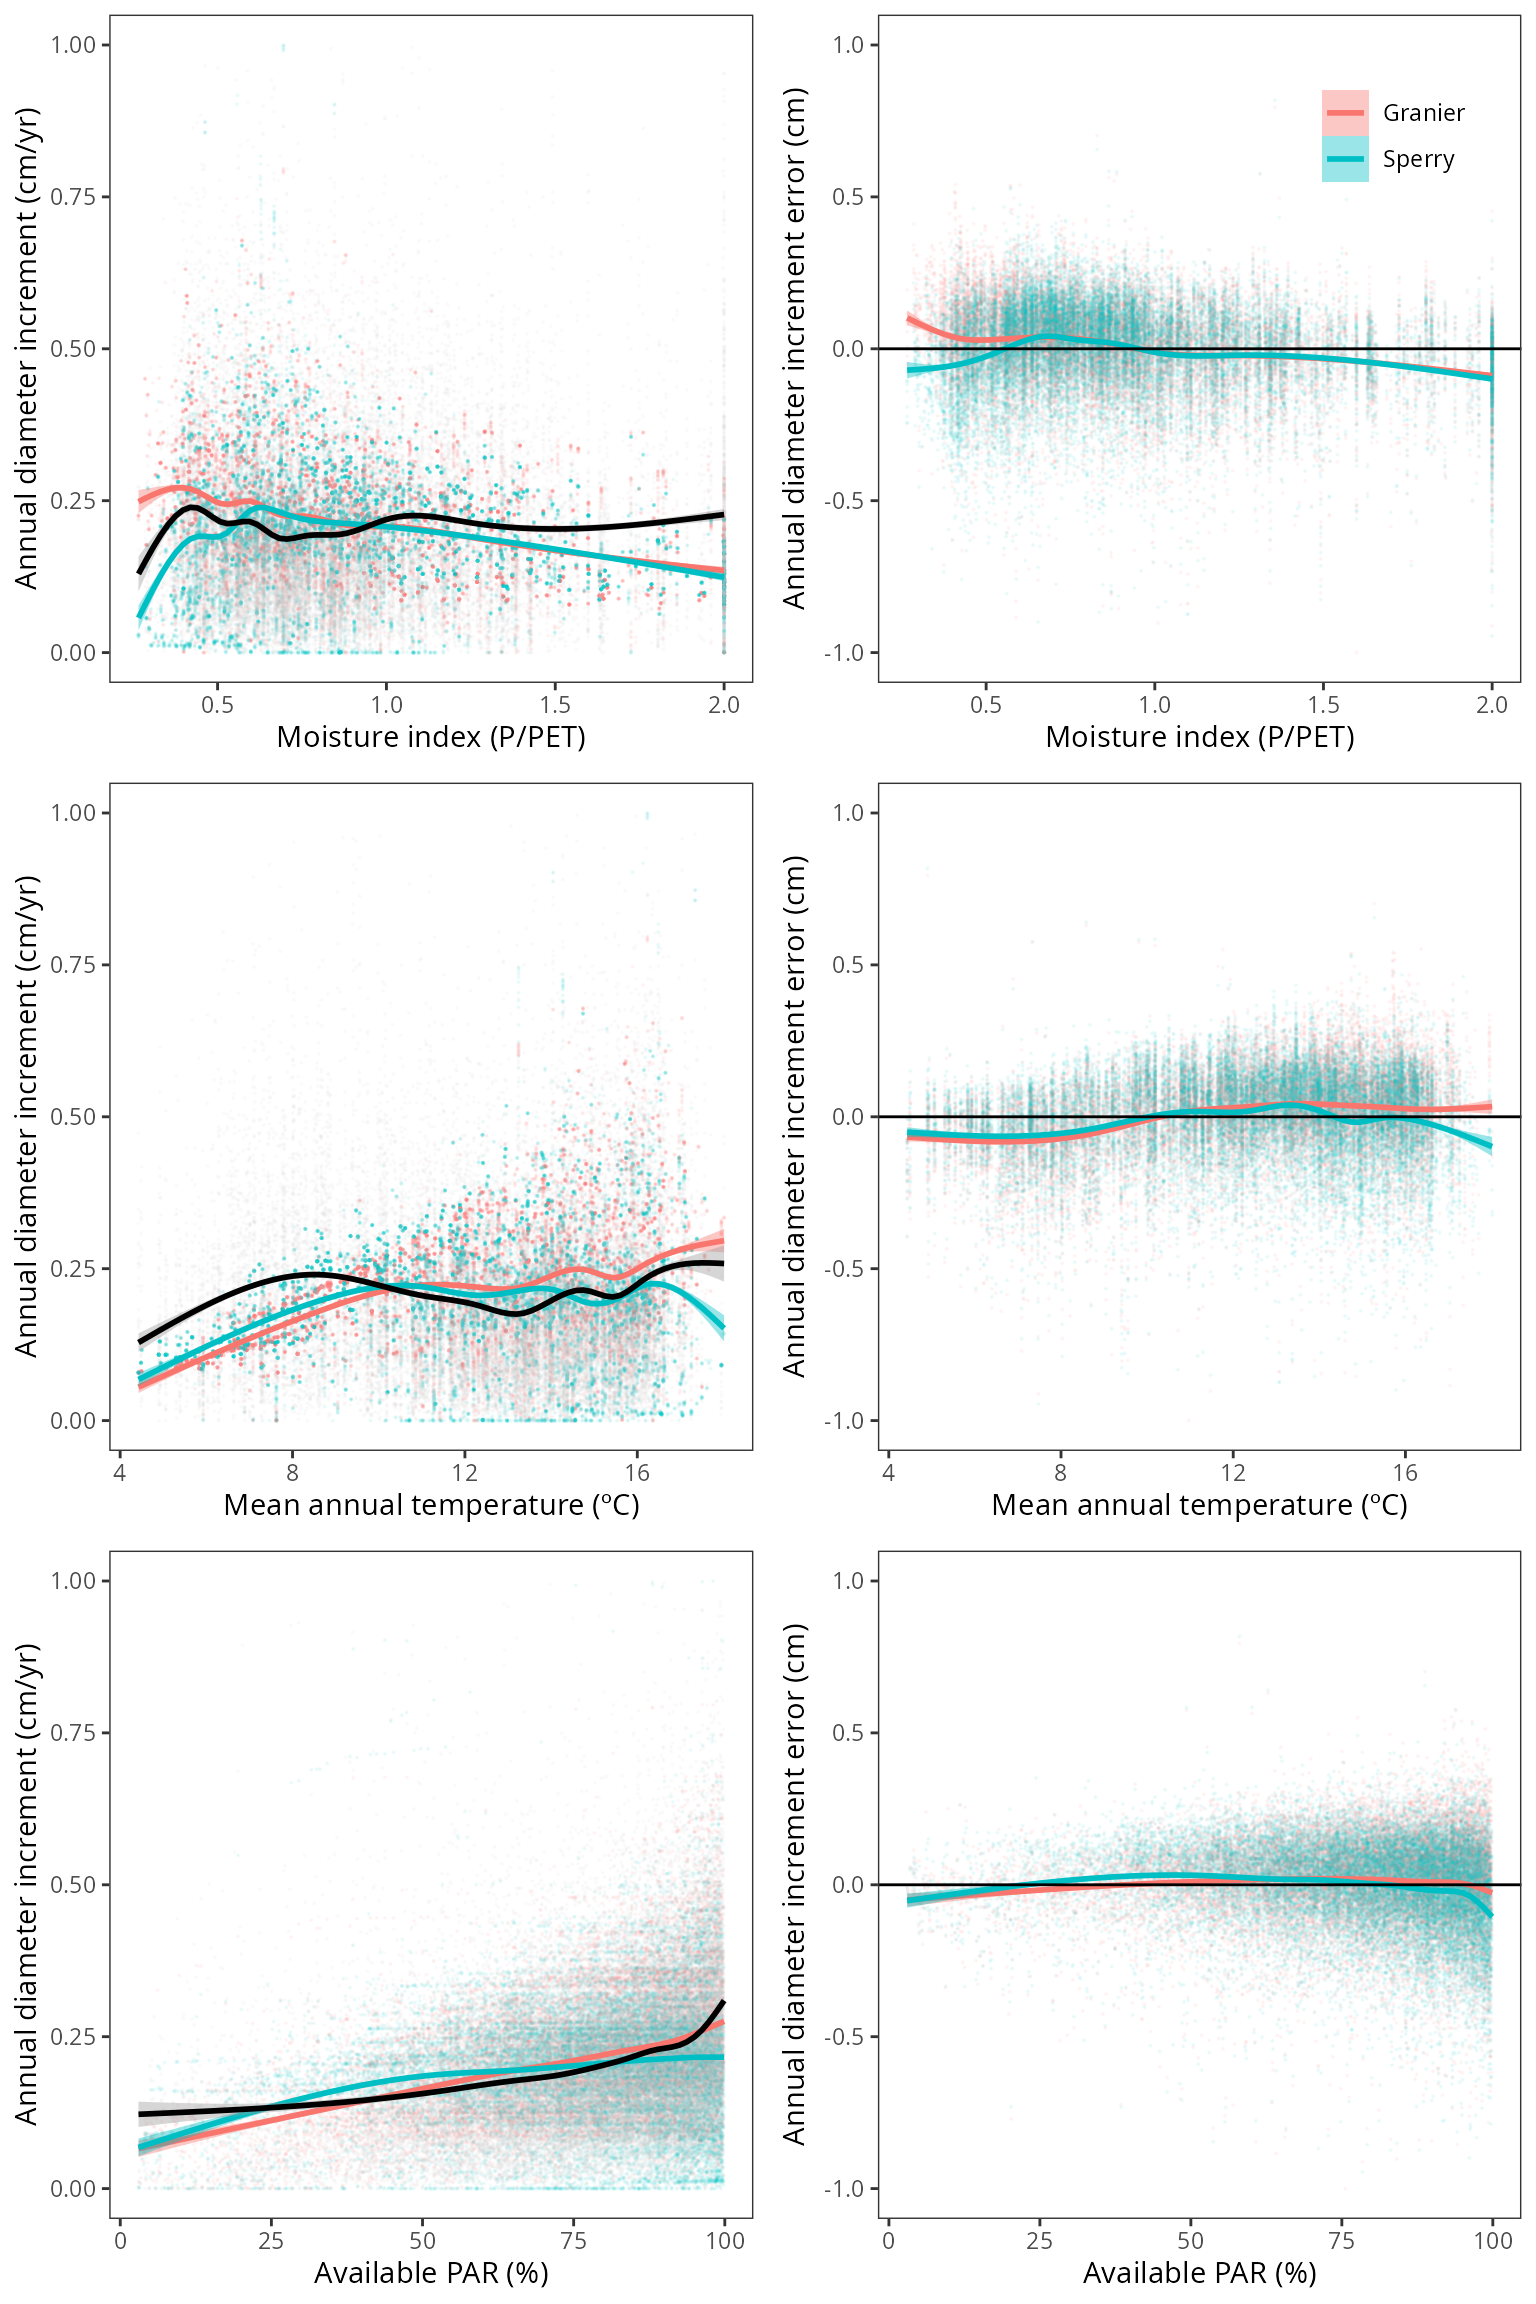 Annual diameter increment (cm/yr)
1.00
0.75
0.50
0.25
0.00
0.5 1.0 1.5 2.0
Moisture index (P/PET)
Annual diameter increment error (cm)
1.0
0.5
0.0
-0.5
-1.0
Granier
Sperry
0.5 1.0 1.5 2.0
Moisture index (P/PET)
Annual diameter increment (cm/yr)
1.00
0.75
0.50
0.25
0.00
4 8 12 16
Mean annual temperature (ºC)
Annual diameter increment error (cm)
1.0
0.5
0.0
-0.5
-1.0
4 8 12 16
Mean annual temperature (ºC)
Annual diameter increment (cm/yr)
1.00
0.75
0.50
0.25
0.00
0 25 50 75 100
Available PAR (%)
Annual diameter increment error (cm)
1.0
0.5
0.0
-0.5
-1.0
0 25 50 75 100
Available PAR (%)